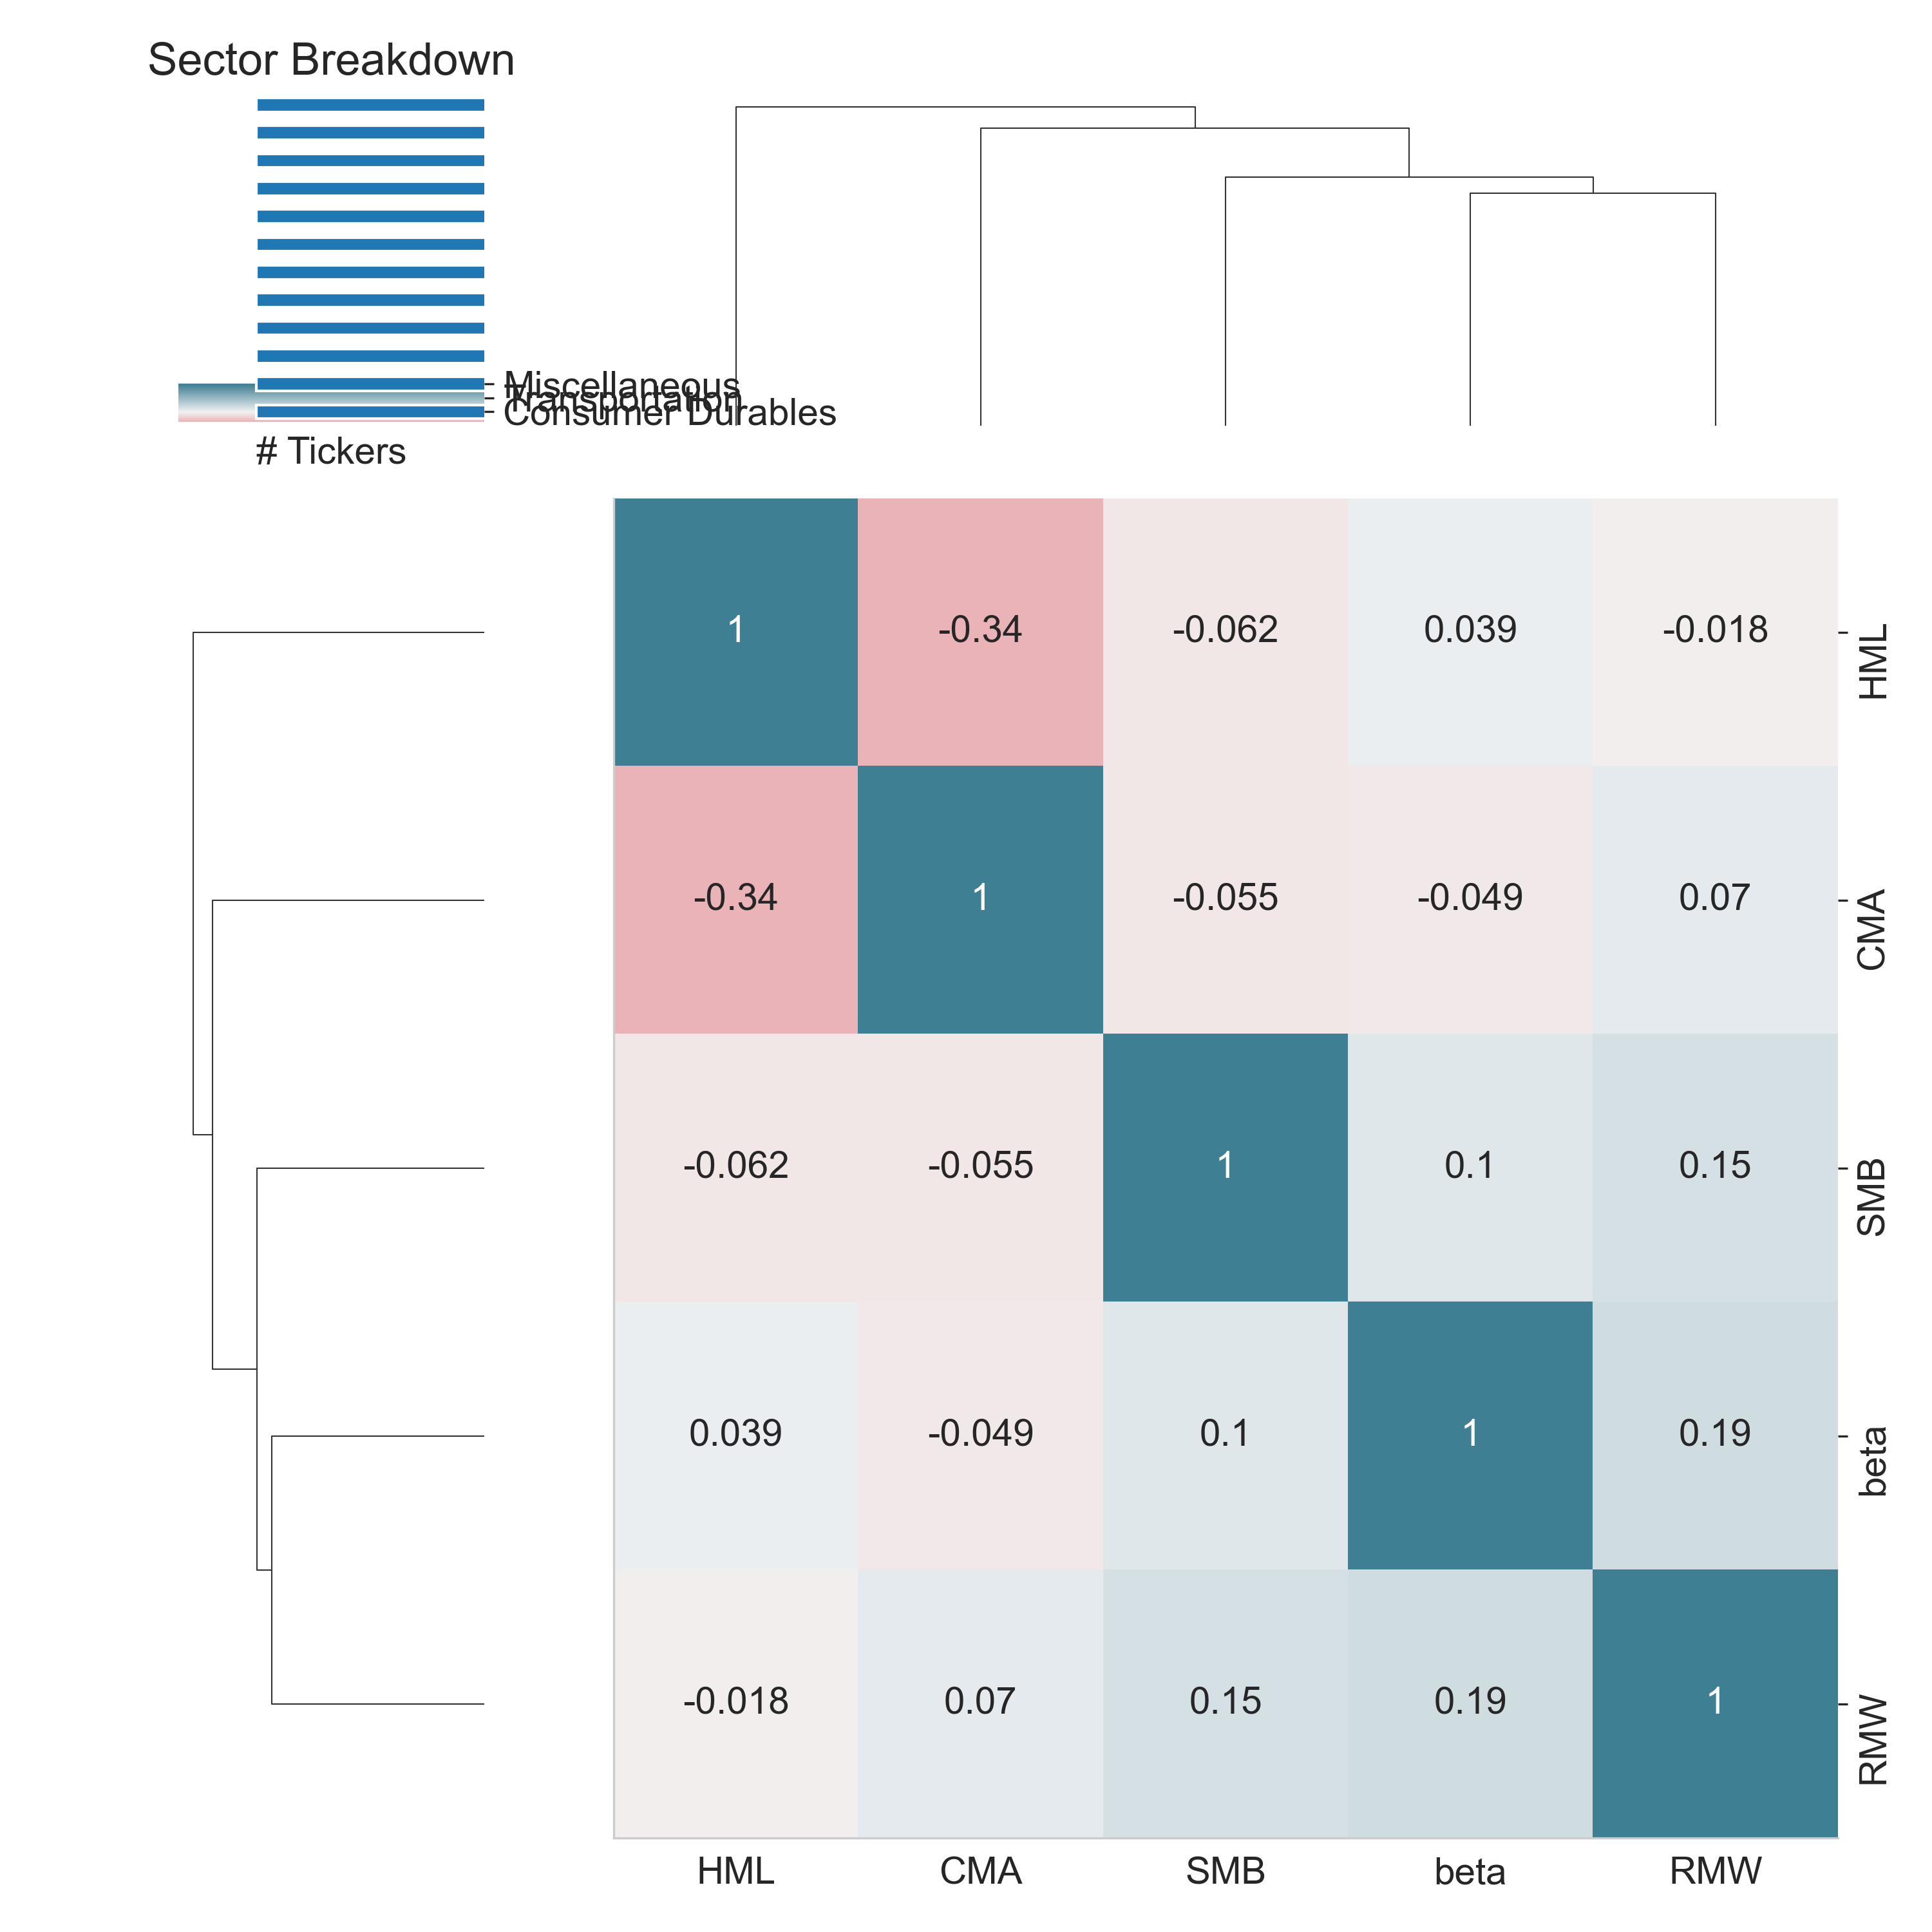 Sector Breakdown
Miscellaneous
Transportation
Consumer Durables
# Tickers
1 -0.34 -0.062 0.039 -0.018 HML
-0.34 1 -0.055 -0.049 0.07 CMA
-0.062 -0.055 1 0.1 0.15 SMB
0.039 -0.049 0.1 1 0.19 beta
-0.018 0.07 0.15 0.19 1 RMW
HML CMA SMB beta RMW